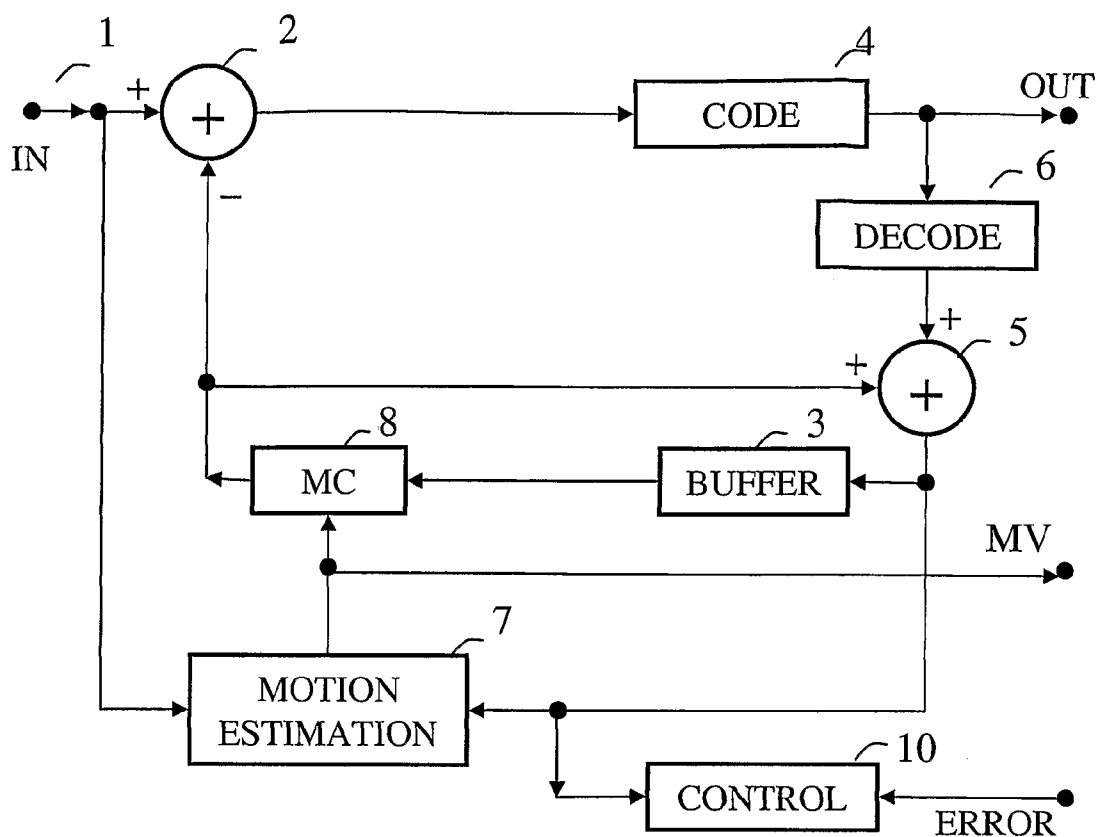 1
2
4
+
+
CODE
OUT
IN
6
−
DECODE
+
5
+
+
8
3
MC
BUFFER
MV
7
MOTION
ESTIMATION
10
CONTROL
ERROR